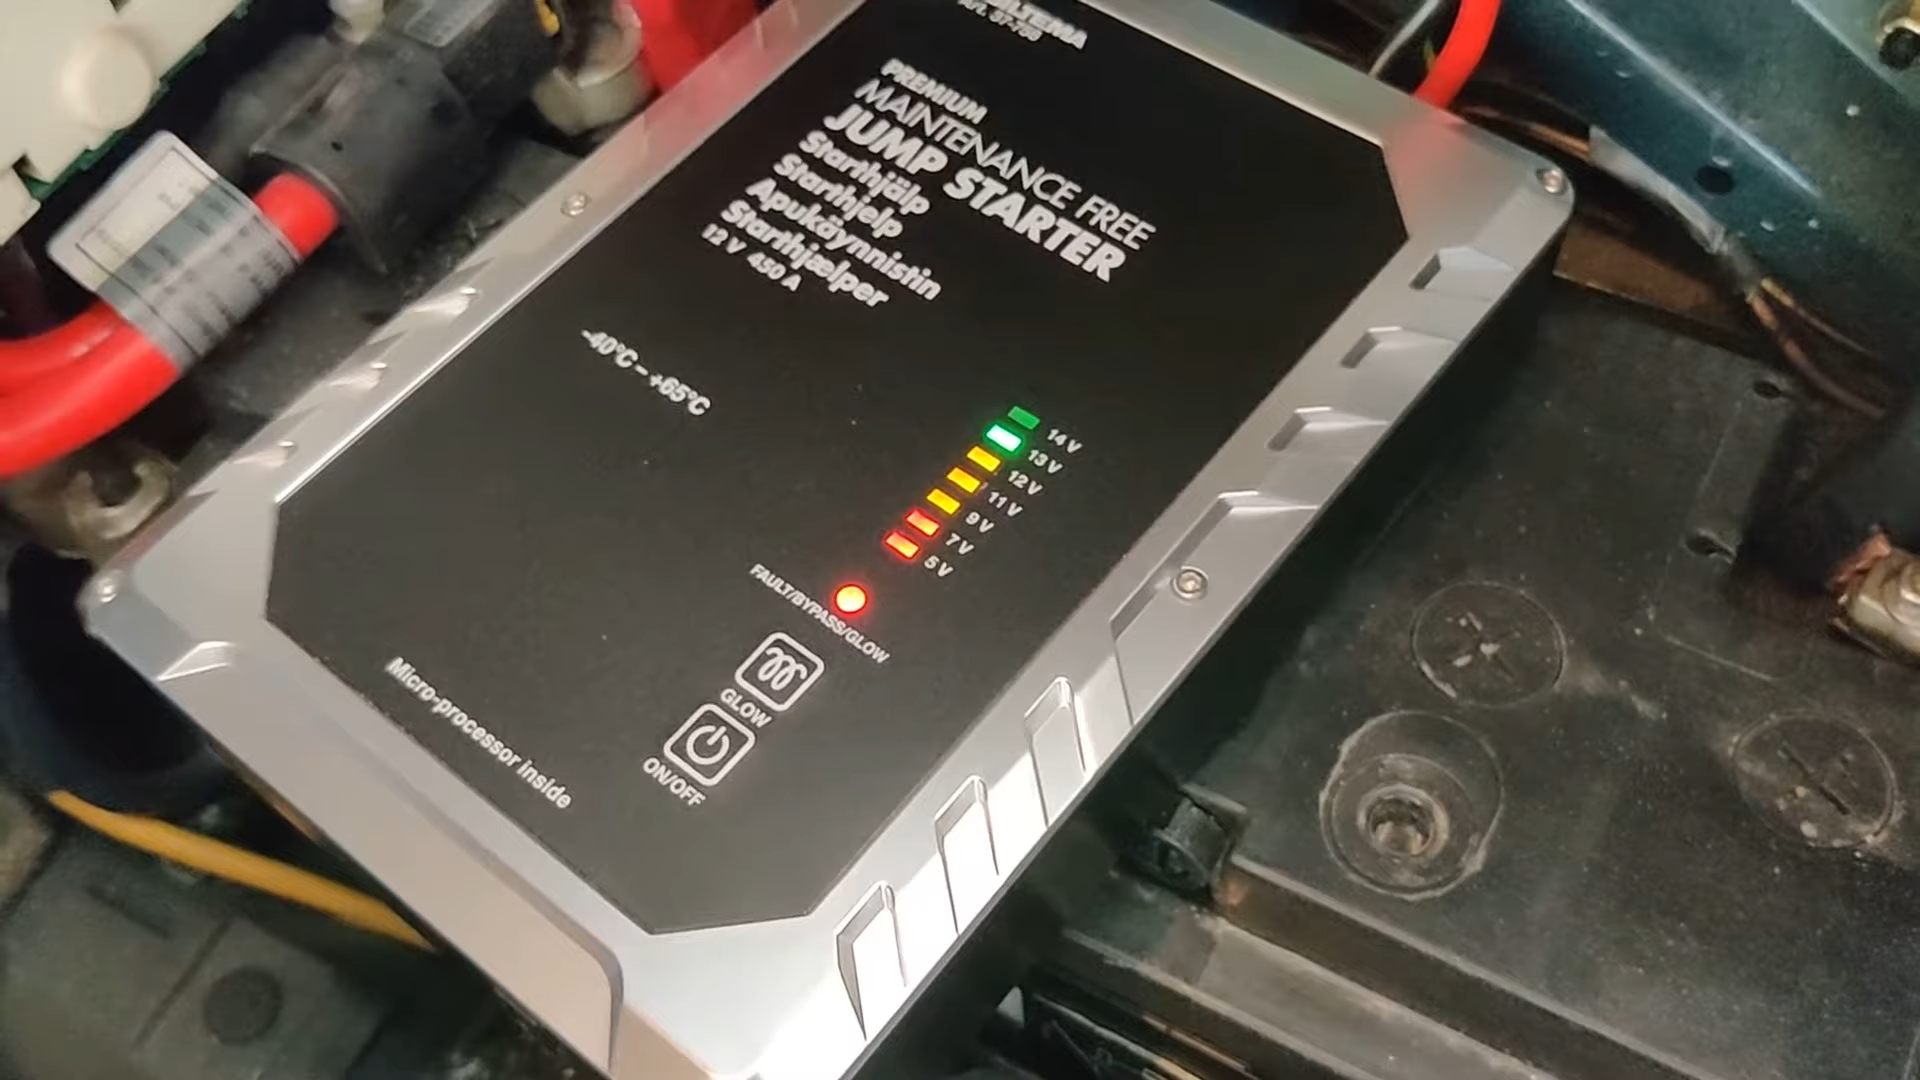 PREMIUM
MAINTENANCE FREE
JUMP STARTER
Starthjälp
Starthjelp
Apukäynnistin
Starthjælper
12 V 450 A
-40°C – +65°C
14 V
13 V
12 V
11 V
9 V
7 V
5 V
FAULT/BYPASS/GLOW
GLOW
ON/OFF
Micro-processor inside